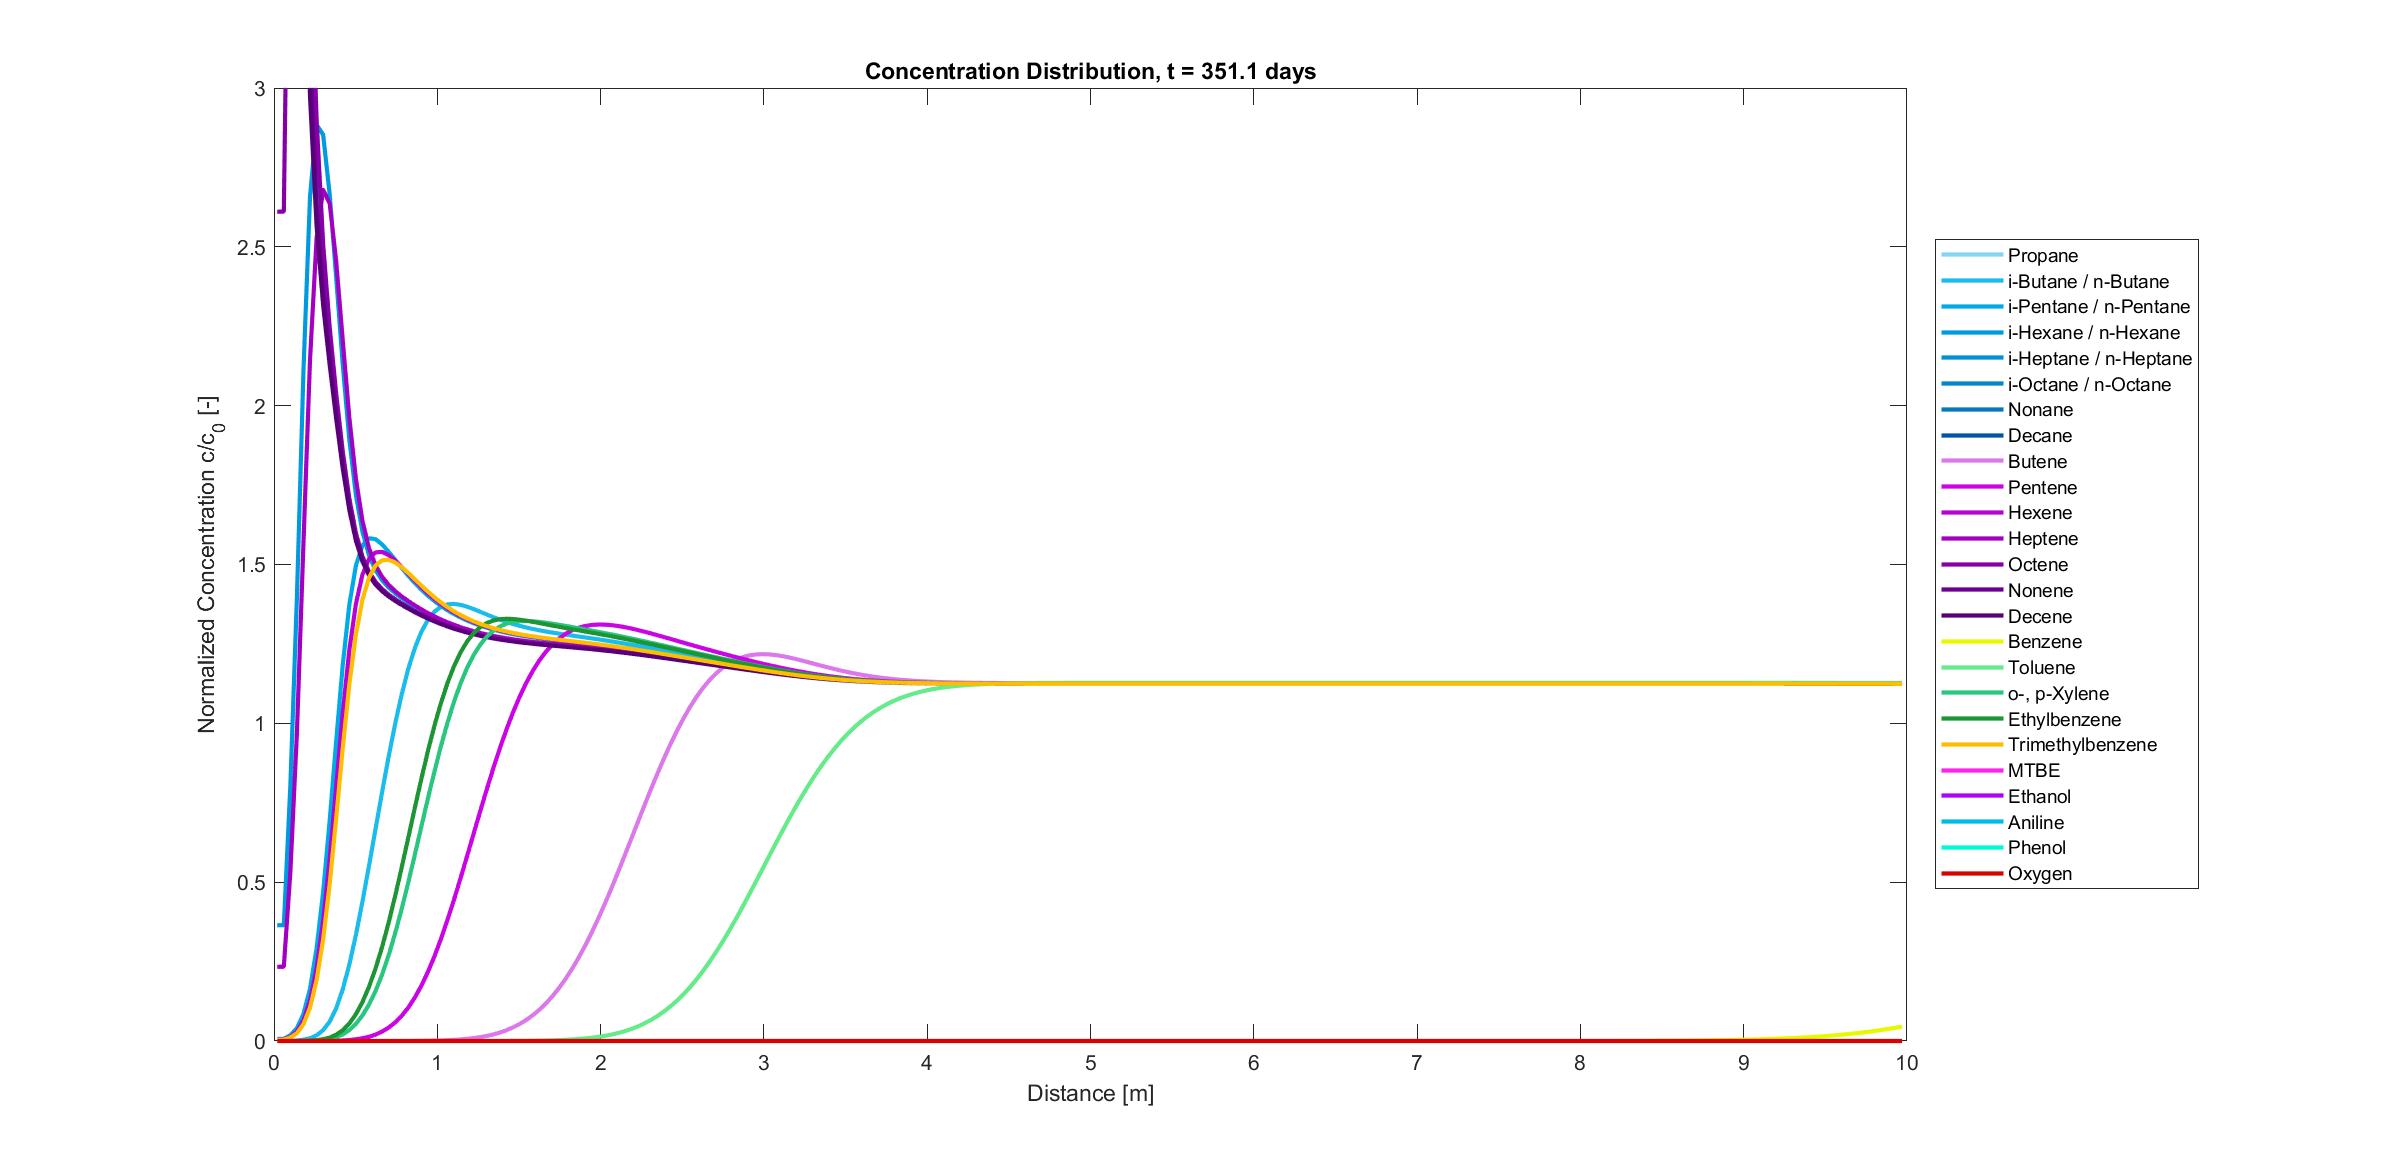 Concentration Distribution, t = 351.1 days
3
2.5
2
1.5
1
0.5
0
Normalized Concentration c/c0 [-]
0 1 2 3 4 5 6 7 8 9 10
Distance [m]
Propane
i-Butane / n-Butane
i-Pentane / n-Pentane
i-Hexane / n-Hexane
i-Heptane / n-Heptane
i-Octane / n-Octane
Nonane
Decane
Butene
Pentene
Hexene
Heptene
Octene
Nonene
Decene
Benzene
Toluene
o-, p-Xylene
Ethylbenzene
Trimethylbenzene
MTBE
Ethanol
Aniline
Phenol
Oxygen